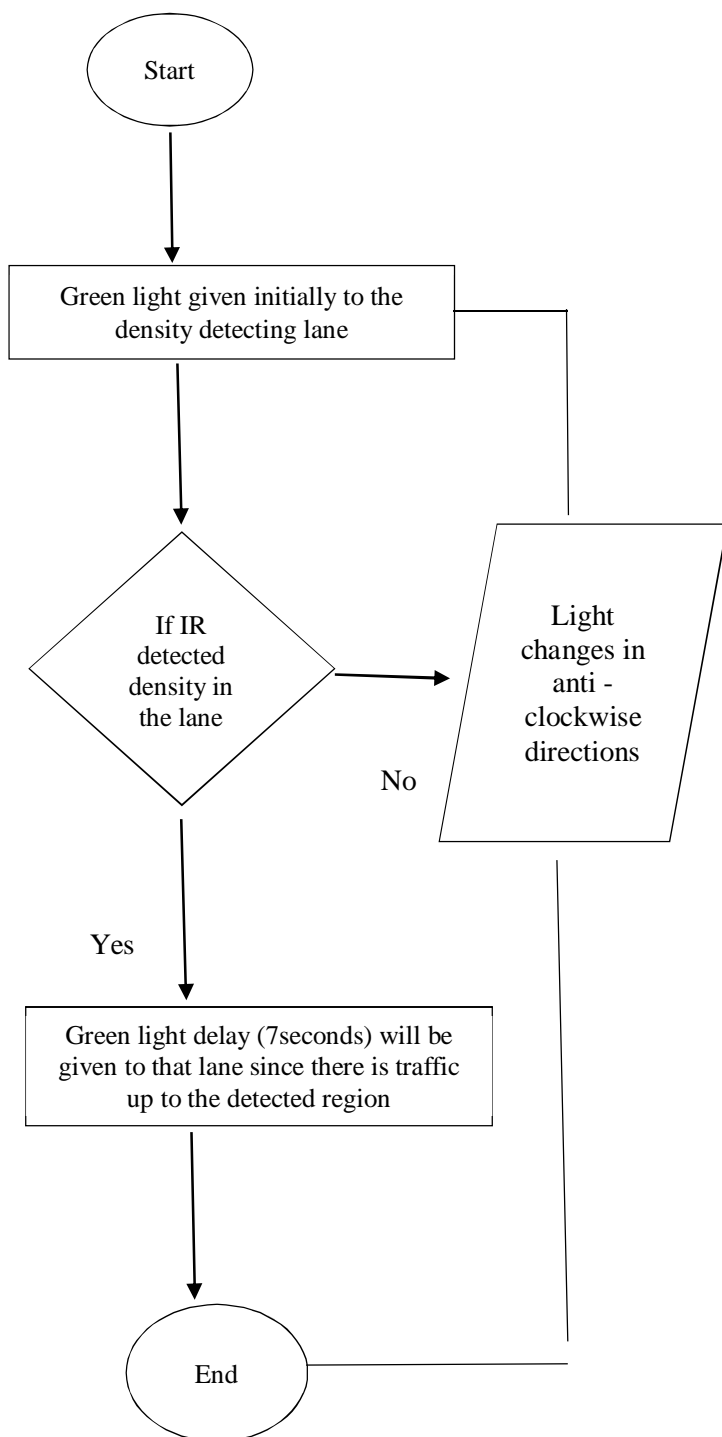 Start
Green light given initially to the
density detecting lane
If IR
detected
density in
the lane
Light
changes in
anti -
clockwise
directions
No
Yes
Green light delay (7seconds) will be
given to that lane since there is traffic
up to the detected region
End